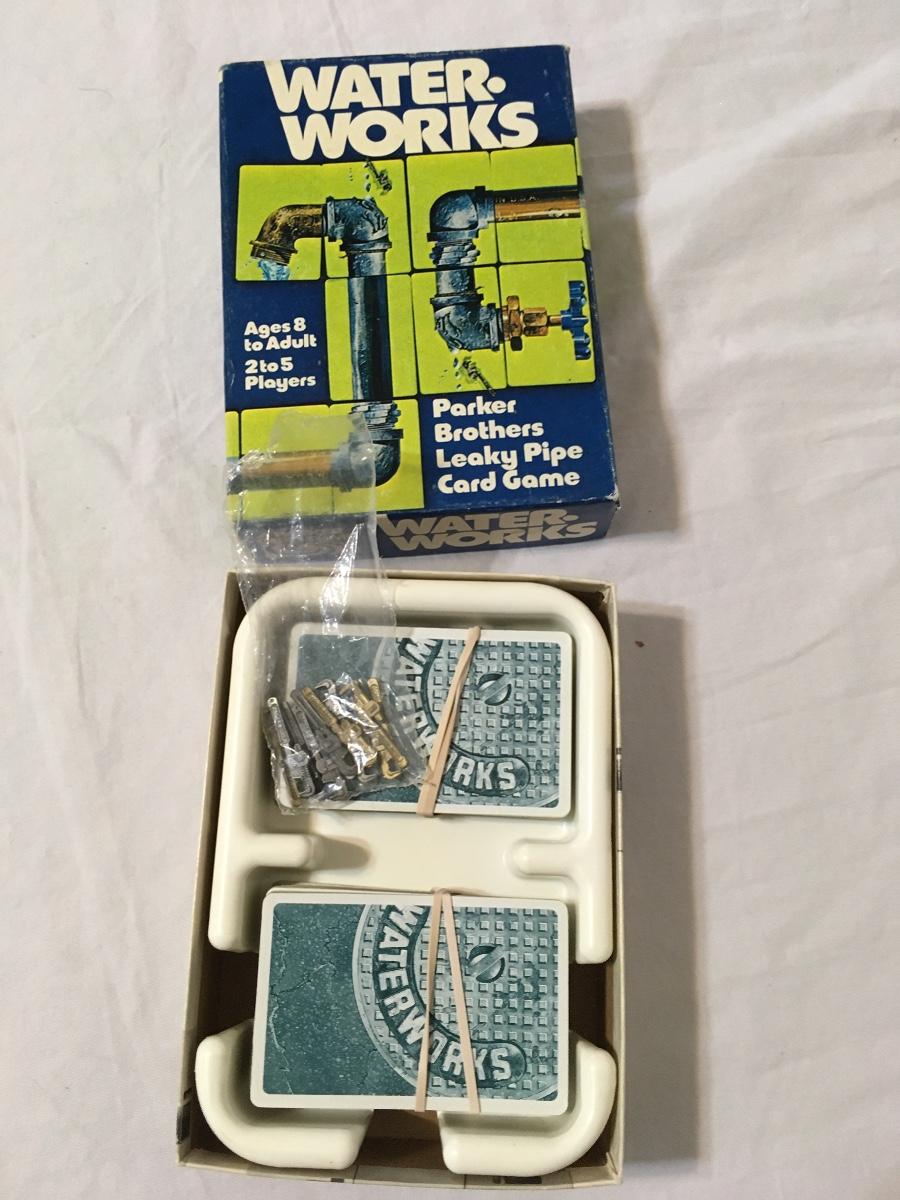 WATER-
WORKS
IN U.S.A.
Ages 8
to Adult
2 to 5
Players
Parker
Brothers
Leaky Pipe
Card Game
WATER-
WORKS
WATERWORKS
WATERWORKS